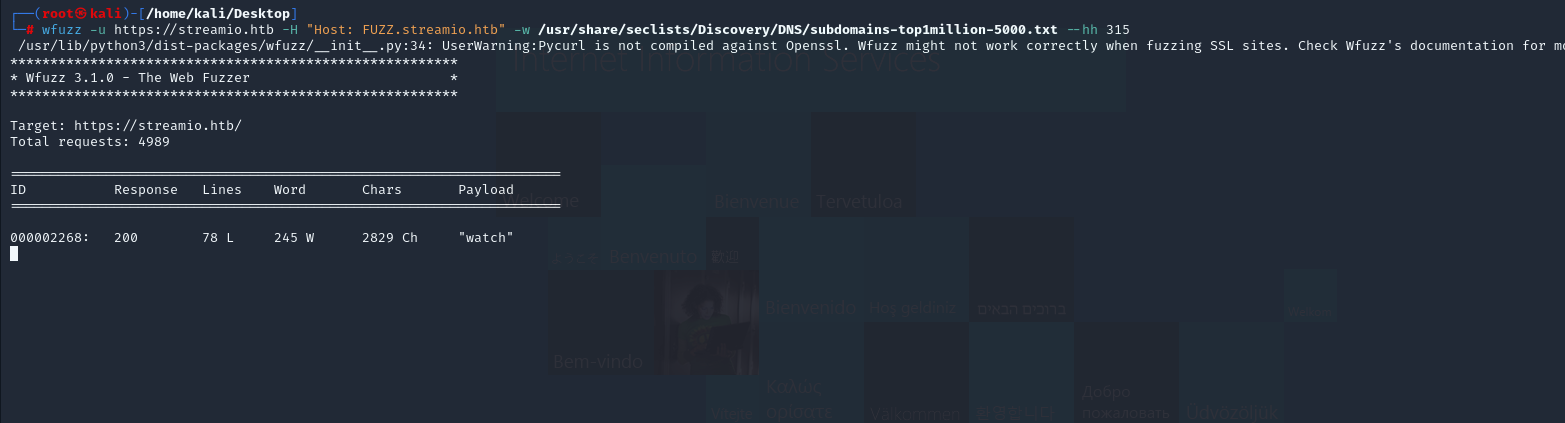 ┌──(root㉿kali)-[/home/kali/Desktop]
└─# wfuzz -u https://streamio.htb -H "Host: FUZZ.streamio.htb" -w /usr/share/seclists/Discovery/DNS/subdomains-top1million-5000.txt --hh 315
/usr/lib/python3/dist-packages/wfuzz/__init__.py:34: UserWarning:Pycurl is not compiled against Openssl. Wfuzz might not work correctly when fuzzing SSL sites. Check Wfuzz's documentation for mo
********************************************************
* Wfuzz 3.1.0 - The Web Fuzzer *
********************************************************
Internet Information Services
Target: https://streamio.htb/
Total requests: 4989
=====================================================================
ID Response Lines Word Chars Payload
=====================================================================
Welcome Bienvenue Tervetuloa
000002268: 200 78 L 245 W 2829 Ch "watch"
ようこそ Benvenuto 歡迎
Bienvenido Hoş geldiniz ברוכים הבאים
Bem-vindo
Vítejte Καλώς ορίσατε Välkommen 환영합니다 Добро пожаловать Üdvözöljük